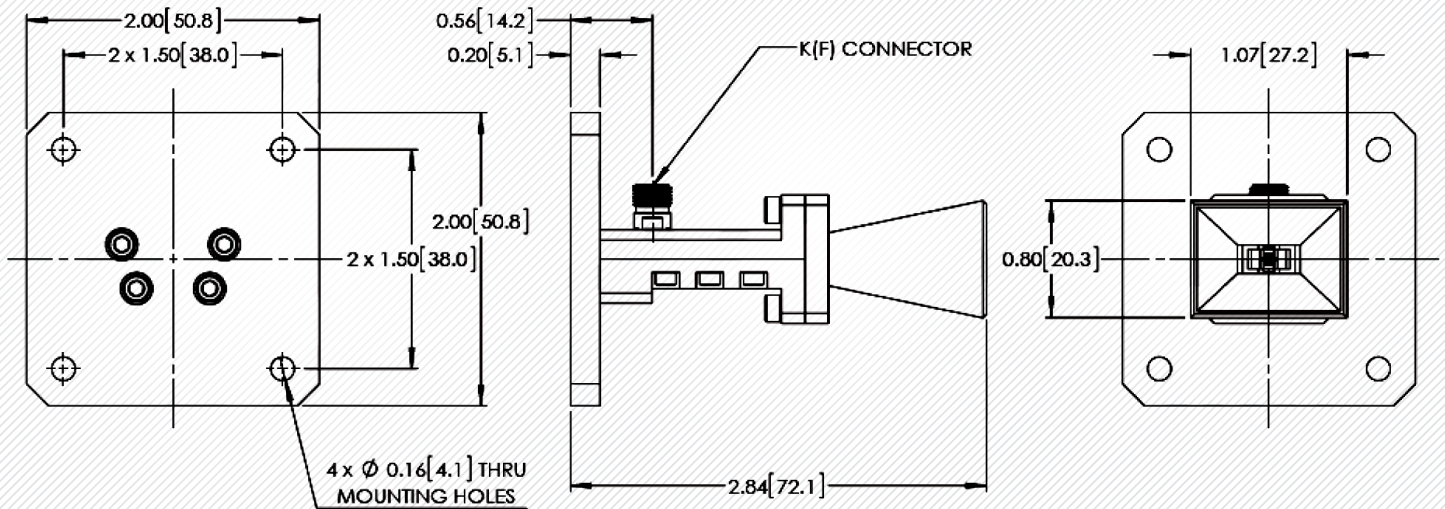 2.00[50.8]
2 x 1.50[38.0]
2.00[50.8]
2 x 1.50[38.0]
4 x Ø 0.16[4.1] THRU
MOUNTING HOLES
0.56[14.2]
0.20[5.1]
K(F) CONNECTOR
2.84[72.1]
1.07[27.2]
0.80[20.3]